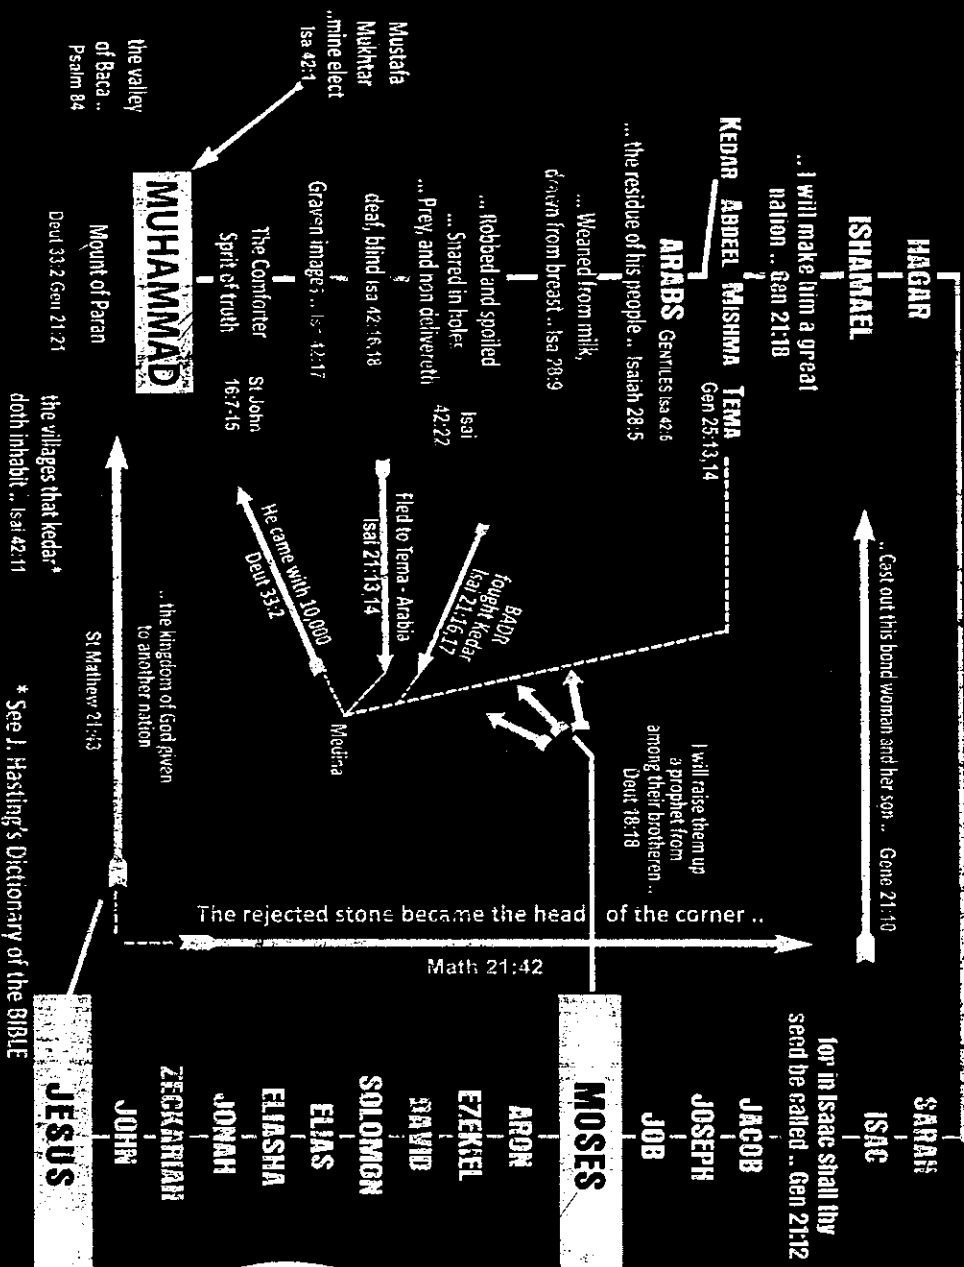 HAGAR
ISHAMAEL
... I will make him a great
nation .. Gen 21:18
KEDAR ABDEEL MISHMA TEMA
Gen 25:13,14
ARABS GENTILES Isa 42:6
... the residue of his people .. Isaiah 28:5
... Weaned from milk,
drawn from breast .. Isa 28:9
... Robbed and spoiled
... Snared in holes
... Prey, and non delivereth
Isai
42:22
deaf, blind Isa 42:16,18
Graven images ... Isa 42:17
The Comforter
Sprit of truth
St John
16:7-15
MUHAMMAD
Mustafa
Mukhtar
..mine elect
Isa 42:1
the valley
of Baca ..
Psalm 84
Mount of Paran
Deut 33:2 Gen 21:21
the villages that kedar*
doth inhabit .. Isai 42:11
.. Cast out this bond woman and her son .. Gene 21:10
BADR
fought Kedar
Isai 21:16,17
Fled to Tema - Arabia
Isai 21:13,14
He came with 10,000
Deut 33:2
Medina
I will raise them up
a prophet from
among their brotheren ..
Deut 18:18
.. the kingdom of God given
to another nation
St Mathew 21:43
The rejected stone became the head of the corner ..
Math 21:42
SARAH
ISAC
for in Isaac shall thy
seed be called .. Gen 21:12
JACOB
JOSEPH
JOB
MOSES
ARON
EZEKEL
DAVID
SOLOMON
ELIAS
ELIASHA
JONAH
ZECKARIAH
JOHN
JESUS
* See J. Hasting's Dictionary of the BIBLE